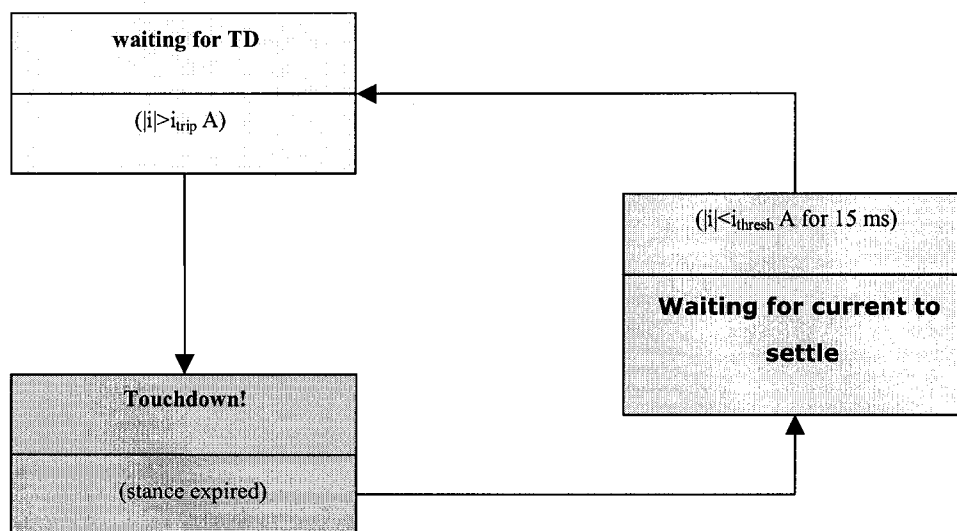 waiting for TD
(|i|>i_trip A)
(|i|<i_thresh A for 15 ms)
Waiting for current to
settle
Touchdown!
(stance expired)